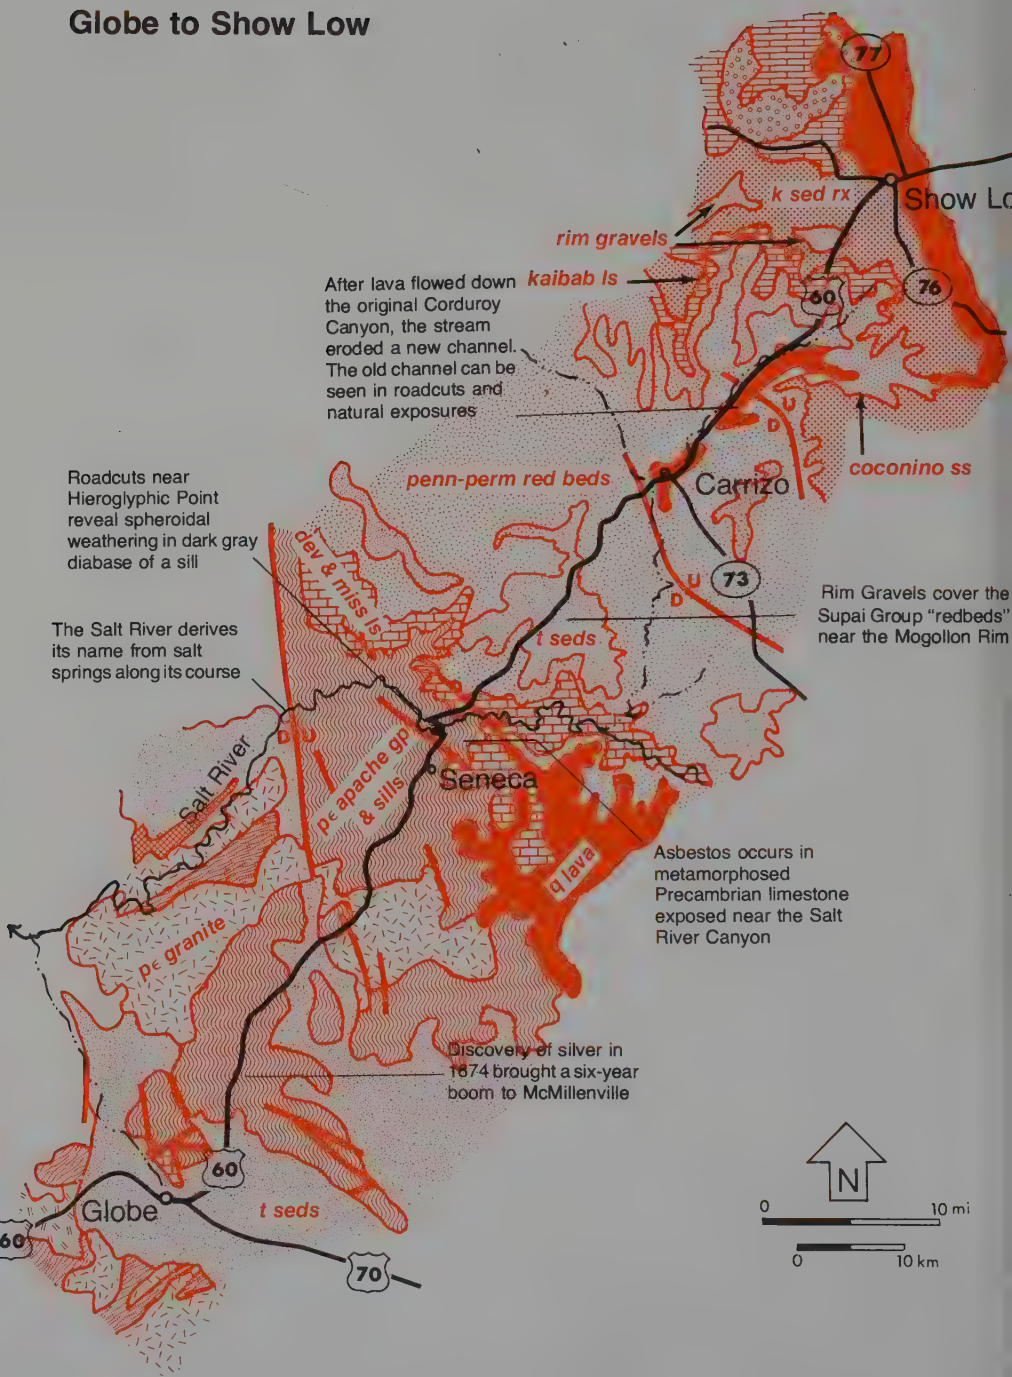 Globe to Show Low
77
k sed rx
Show Lo
rim gravels
kaibab ls
60
76
After lava flowed down
the original Corduroy
Canyon, the stream
eroded a new channel.
The old channel can be
seen in roadcuts and
natural exposures
U
D
coconino ss
penn-perm red beds
Carrizo
Roadcuts near
Hieroglyphic Point
reveal spheroidal
weathering in dark gray
diabase of a sill
dev & miss ls
73
U
D
Rim Gravels cover the
Supai Group "redbeds"
near the Mogollon Rim
t seds
The Salt River derives
its name from salt
springs along its course
D U
Salt River
pϵ apache gp
& sills
Seneca
q lava
Asbestos occurs in
metamorphosed
Precambrian limestone
exposed near the Salt
River Canyon
pϵ granite
Discovery of silver in
1874 brought a six-year
boom to McMillenville
60
Globe
t seds
60
70
N
0 10 mi
0 10 km